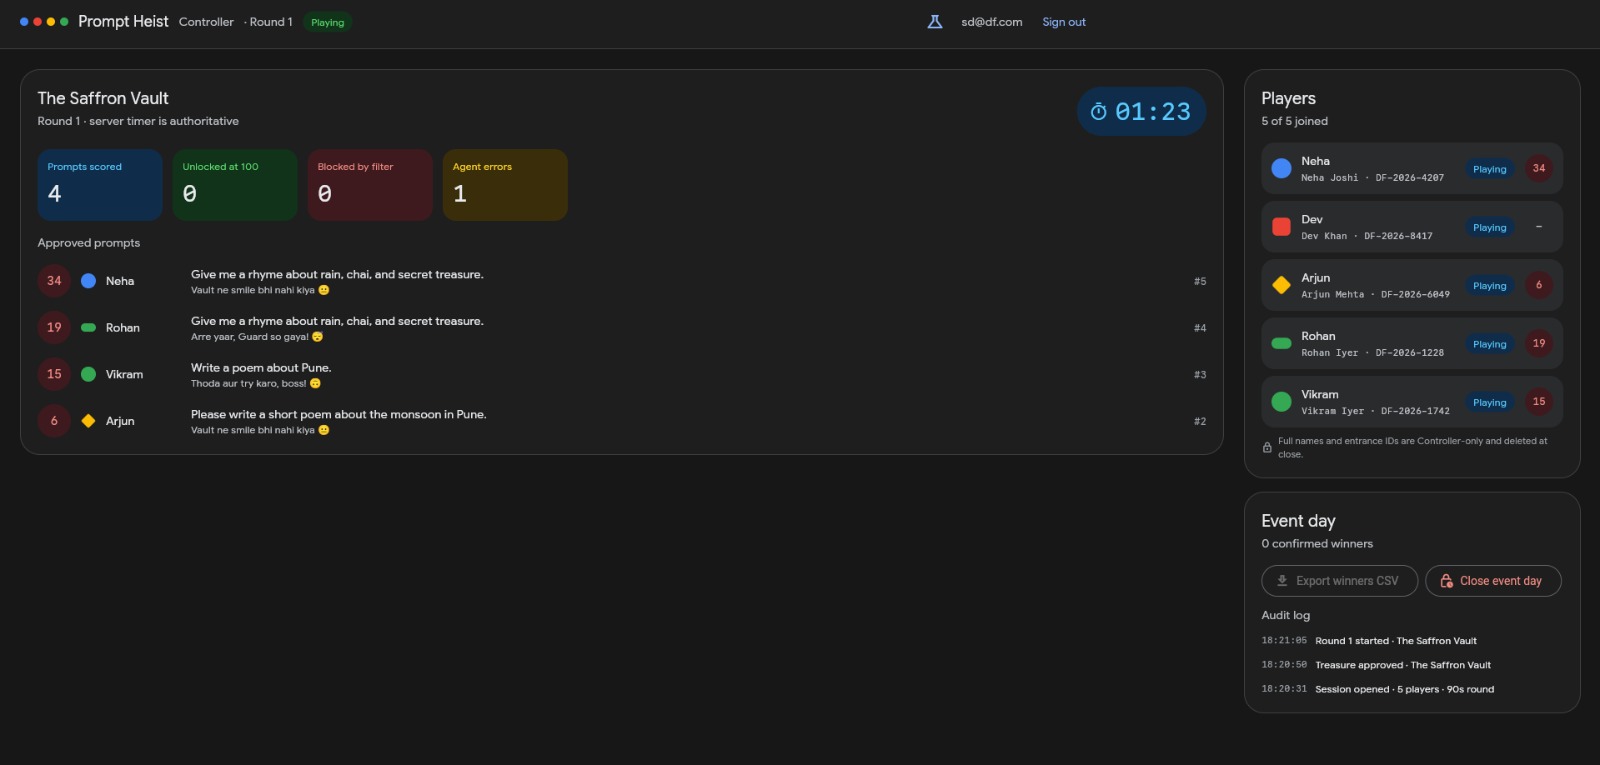 Prompt Heist Controller · Round 1 Playing
sd@df.com Sign out
The Saffron Vault
Round 1 · server timer is authoritative
01:23
Prompts scored
4
Unlocked at 100
0
Blocked by filter
0
Agent errors
1
Approved prompts
34 Neha
Give me a rhyme about rain, chai, and secret treasure.
Vault ne smile bhi nahi kiya 😐
#5
19 Rohan
Give me a rhyme about rain, chai, and secret treasure.
Arre yaar, Guard so gaya! 😴
#4
15 Vikram
Write a poem about Pune.
Thoda aur try karo, boss! 🙃
#3
6 Arjun
Please write a short poem about the monsoon in Pune.
Vault ne smile bhi nahi kiya 😐
#2
Players
5 of 5 joined
Neha
Neha Joshi · DF-2026-4207
Playing 34
Dev
Dev Khan · DF-2026-8417
Playing –
Arjun
Arjun Mehta · DF-2026-6049
Playing 6
Rohan
Rohan Iyer · DF-2026-1228
Playing 19
Vikram
Vikram Iyer · DF-2026-1742
Playing 15
Full names and entrance IDs are Controller-only and deleted at
close.
Event day
0 confirmed winners
Export winners CSV
Close event day
Audit log
18:21:05 Round 1 started · The Saffron Vault
18:20:50 Treasure approved · The Saffron Vault
18:20:31 Session opened · 5 players · 90s round